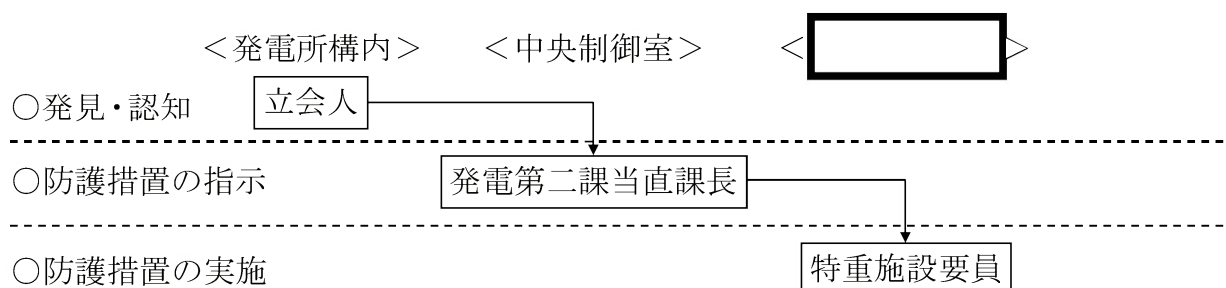 ＜発電所構内＞ ＜中央制御室＞ ＜ ＞
○発見・認知 立会人
○防護措置の指示 発電第二課当直課長
○防護措置の実施 特重施設要員